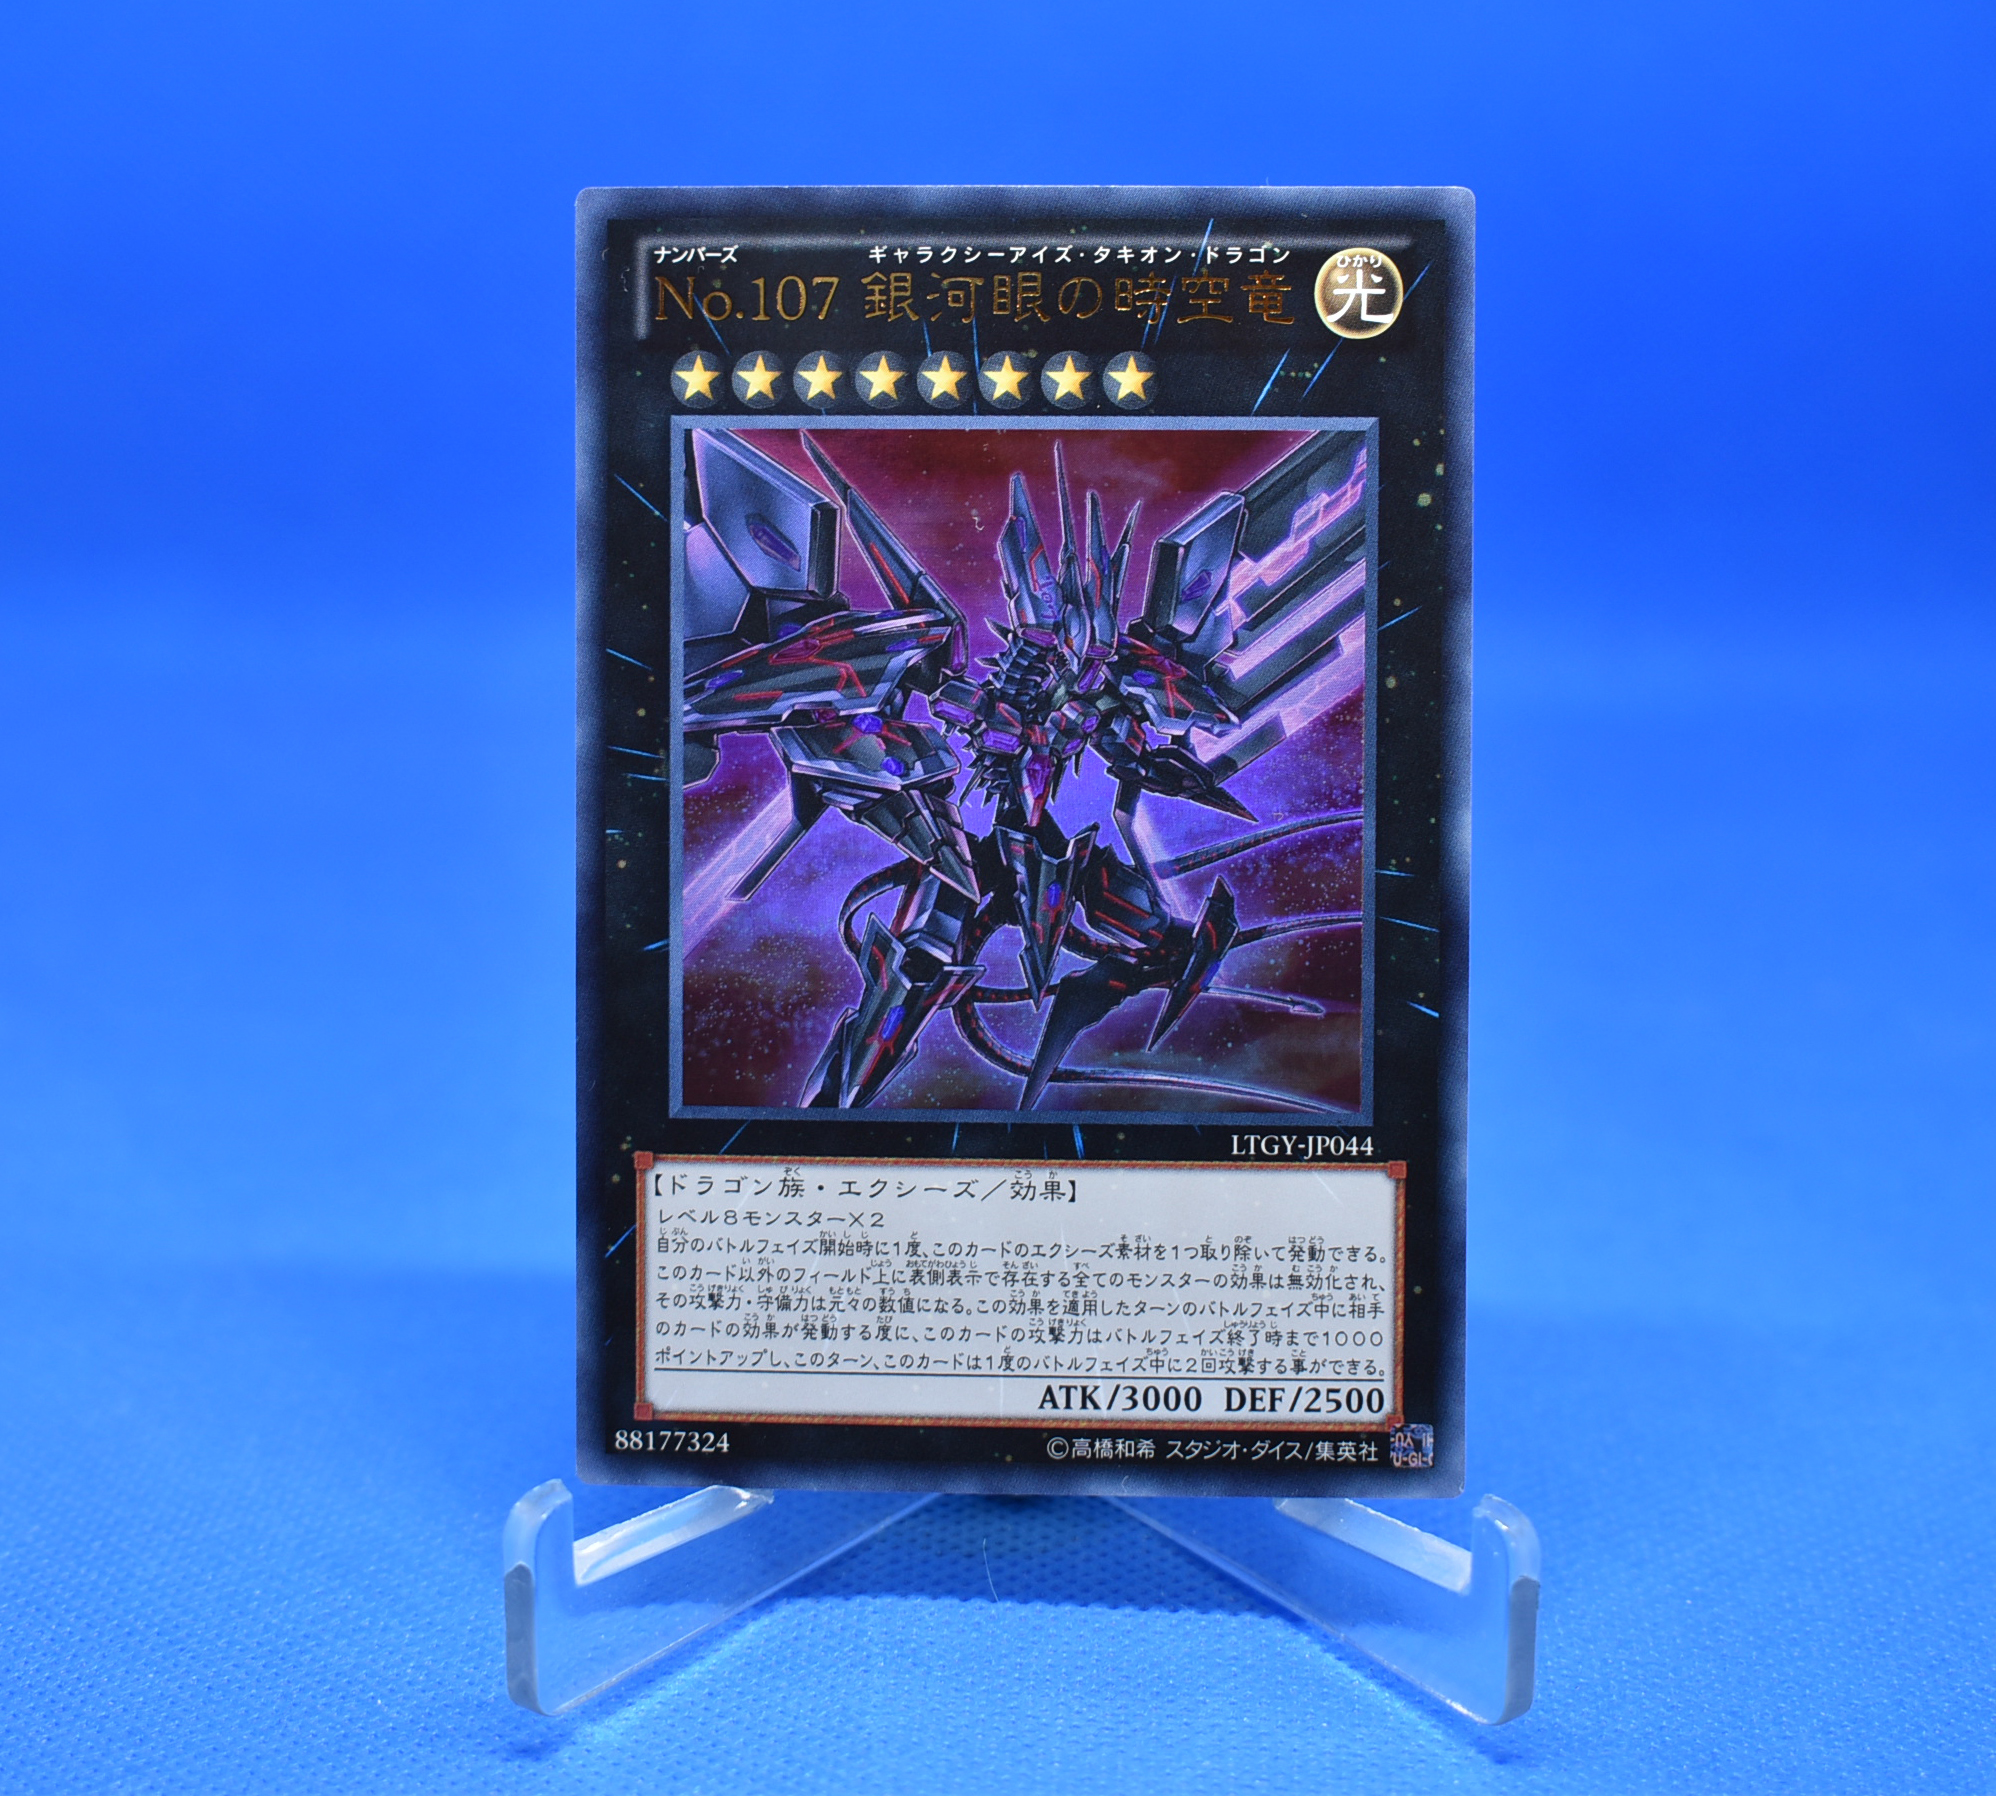 ナンバーズ ギャラクシーアイズ・タキオン・ドラゴン
No.107 銀河眼の時空竜
ひかり
光
LTGY-JP044
【ドラゴン族・エクシーズ／効果】
レベル８モンスター×２
自分のバトルフェイズ開始時に１度、このカードのエクシーズ素材を１つ取り除いて発動できる。
このカード以外のフィールド上に表側表示で存在する全てのモンスターの効果は無効化され、
その攻撃力・守備力は元々の数値になる。この効果を適用したターンのバトルフェイズ中に相手
のカードの効果が発動する度に、このカードの攻撃力はバトルフェイズ終了時まで１０００
ポイントアップし、このターン、このカードは１度のバトルフェイズ中に２回攻撃する事ができる。
ATK/3000 DEF/2500
88177324
©高橋和希 スタジオ・ダイス/集英社